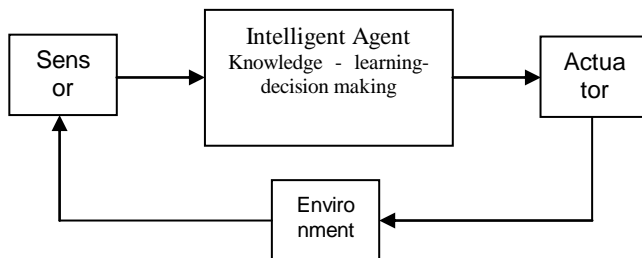 Sens
or
Intelligent Agent
Knowledge - learning-
decision making
Actua
tor
Enviro
nment